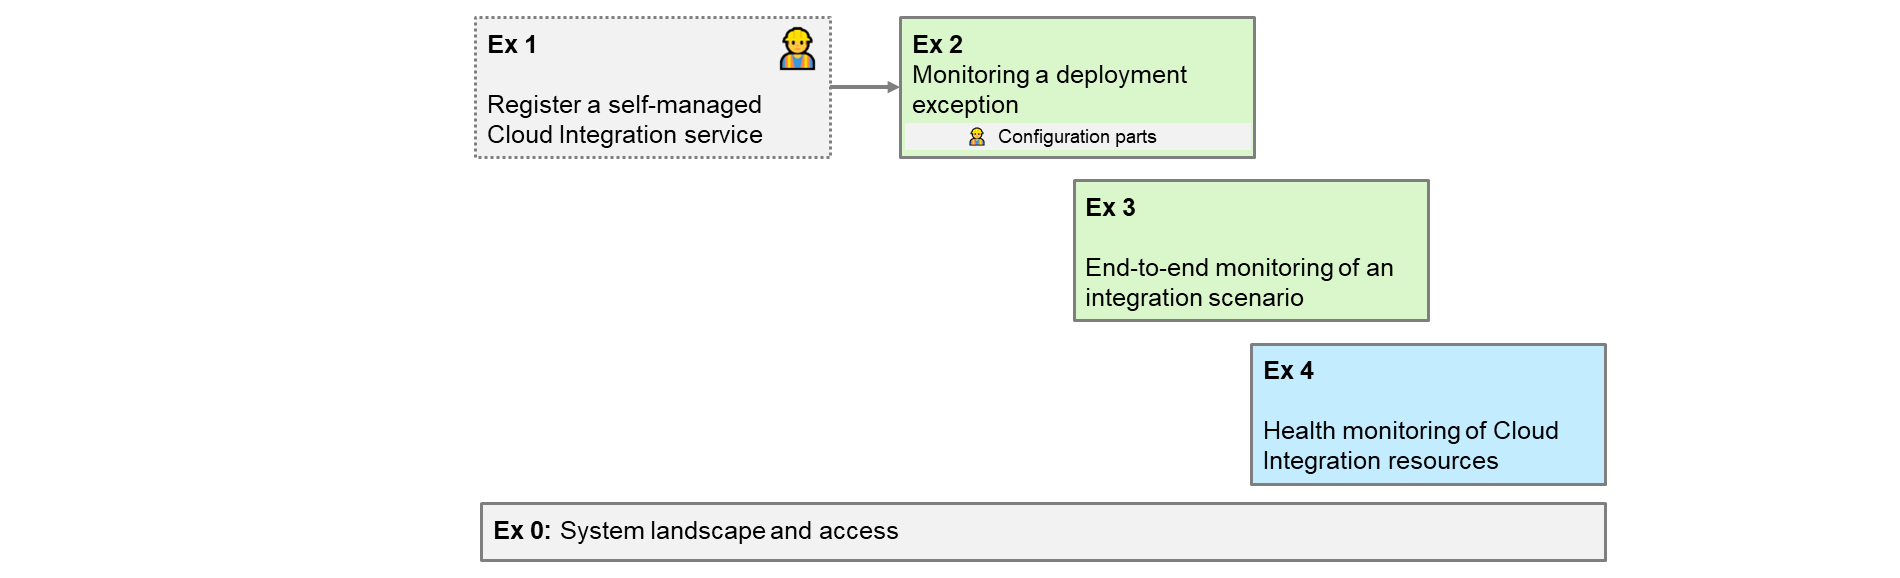 Ex 1
Register a self-managed
Cloud Integration service
Ex 2
Monitoring a deployment
exception
Configuration parts
Ex 3
End-to-end monitoring of an
integration scenario
Ex 4
Health monitoring of Cloud
Integration resources
Ex 0: System landscape and access